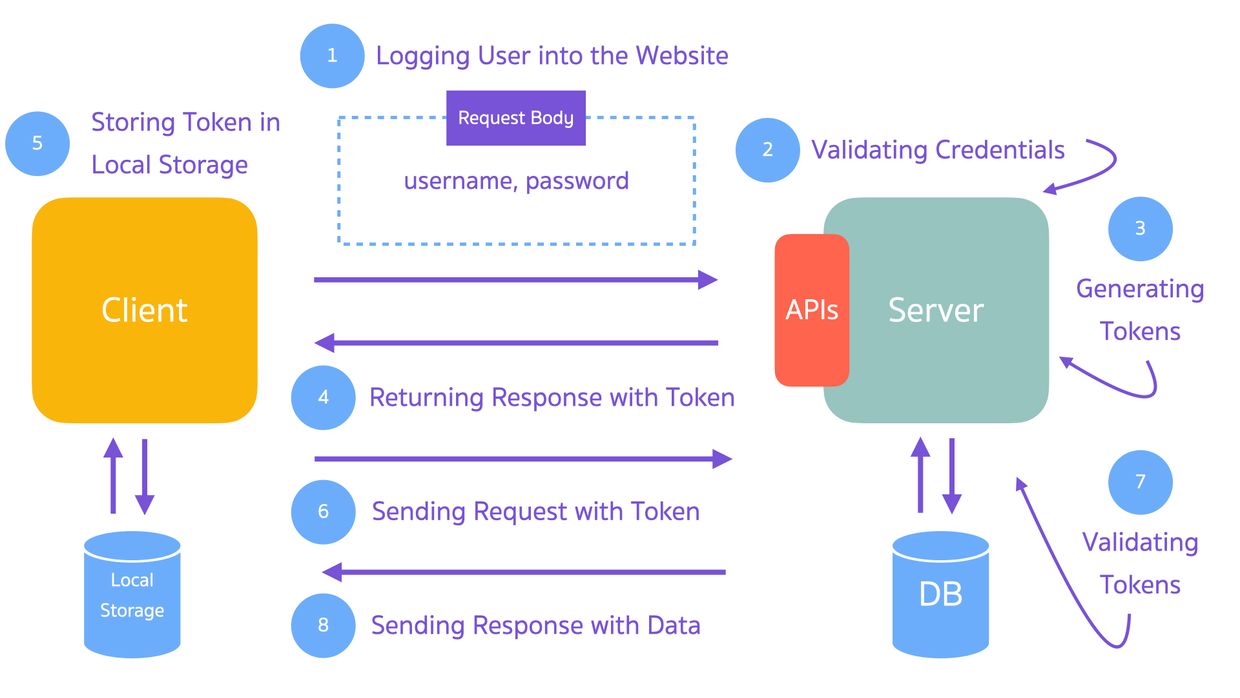 1
Logging User into the Website
Request Body
username, password
5
Storing Token in
Local Storage
2
Validating Credentials
3
Generating
Tokens
Client
APIs
Server
4
Returning Response with Token
6
Sending Request with Token
7
Validating
Tokens
Local
Storage
DB
8
Sending Response with Data